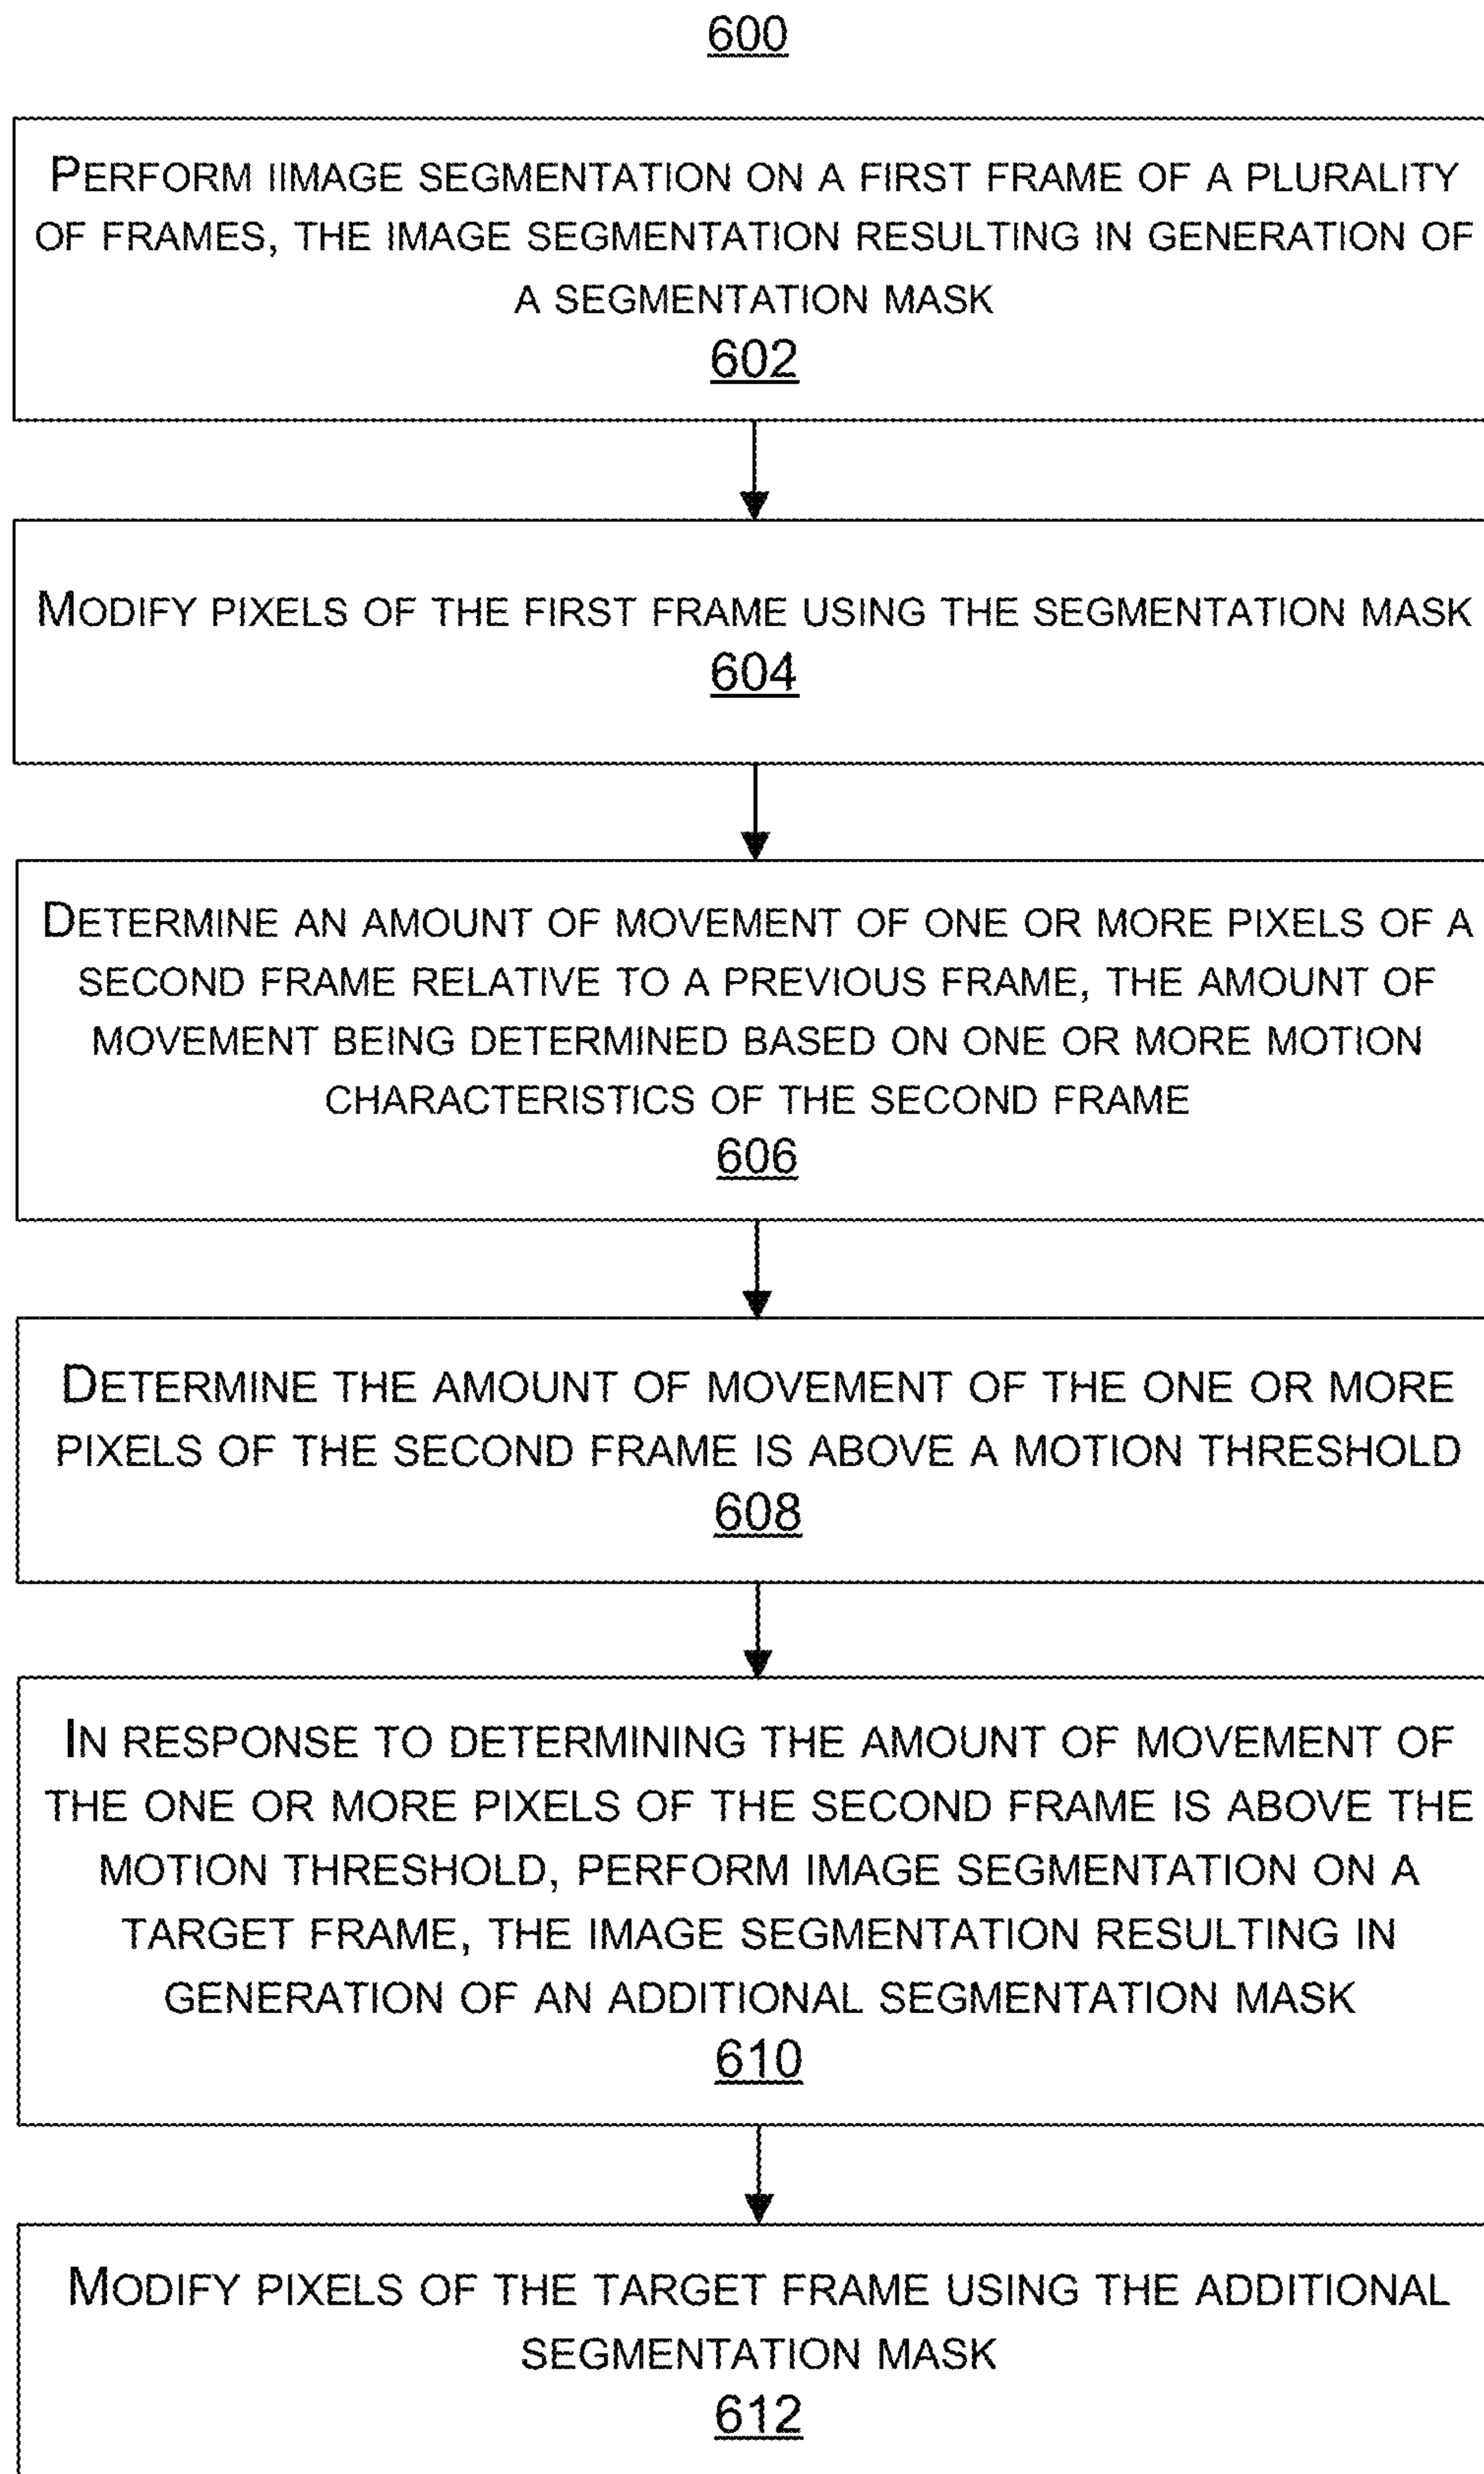 600
PERFORM IIMAGE SEGMENTATION ON A FIRST FRAME OF A PLURALITY
OF FRAMES, THE IMAGE SEGMENTATION RESULTING IN GENERATION OF
A SEGMENTATION MASK
602
MODIFY PIXELS OF THE FIRST FRAME USING THE SEGMENTATION MASK
604
DETERMINE AN AMOUNT OF MOVEMENT OF ONE OR MORE PIXELS OF A
SECOND FRAME RELATIVE TO A PREVIOUS FRAME, THE AMOUNT OF
MOVEMENT BEING DETERMINED BASED ON ONE OR MORE MOTION
CHARACTERISTICS OF THE SECOND FRAME
606
DETERMINE THE AMOUNT OF MOVEMENT OF THE ONE OR MORE
PIXELS OF THE SECOND FRAME IS ABOVE A MOTION THRESHOLD
608
IN RESPONSE TO DETERMINING THE AMOUNT OF MOVEMENT OF
THE ONE OR MORE PIXELS OF THE SECOND FRAME IS ABOVE THE
MOTION THRESHOLD, PERFORM IMAGE SEGMENTATION ON A
TARGET FRAME, THE IMAGE SEGMENTATION RESULTING IN
GENERATION OF AN ADDITIONAL SEGMENTATION MASK
610
MODIFY PIXELS OF THE TARGET FRAME USING THE ADDITIONAL
SEGMENTATION MASK
612